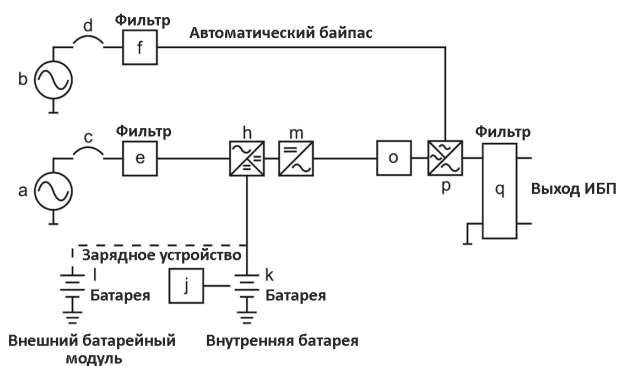 d
Фильтр
f
Автоматический байпас
b
c
Фильтр
e
h
m
o
p
Фильтр
q
a
Выход ИБП
Зарядное устройство
l
Батарея
j
k
Батарея
Внешний батарейный
модуль
Внутренняя батарея